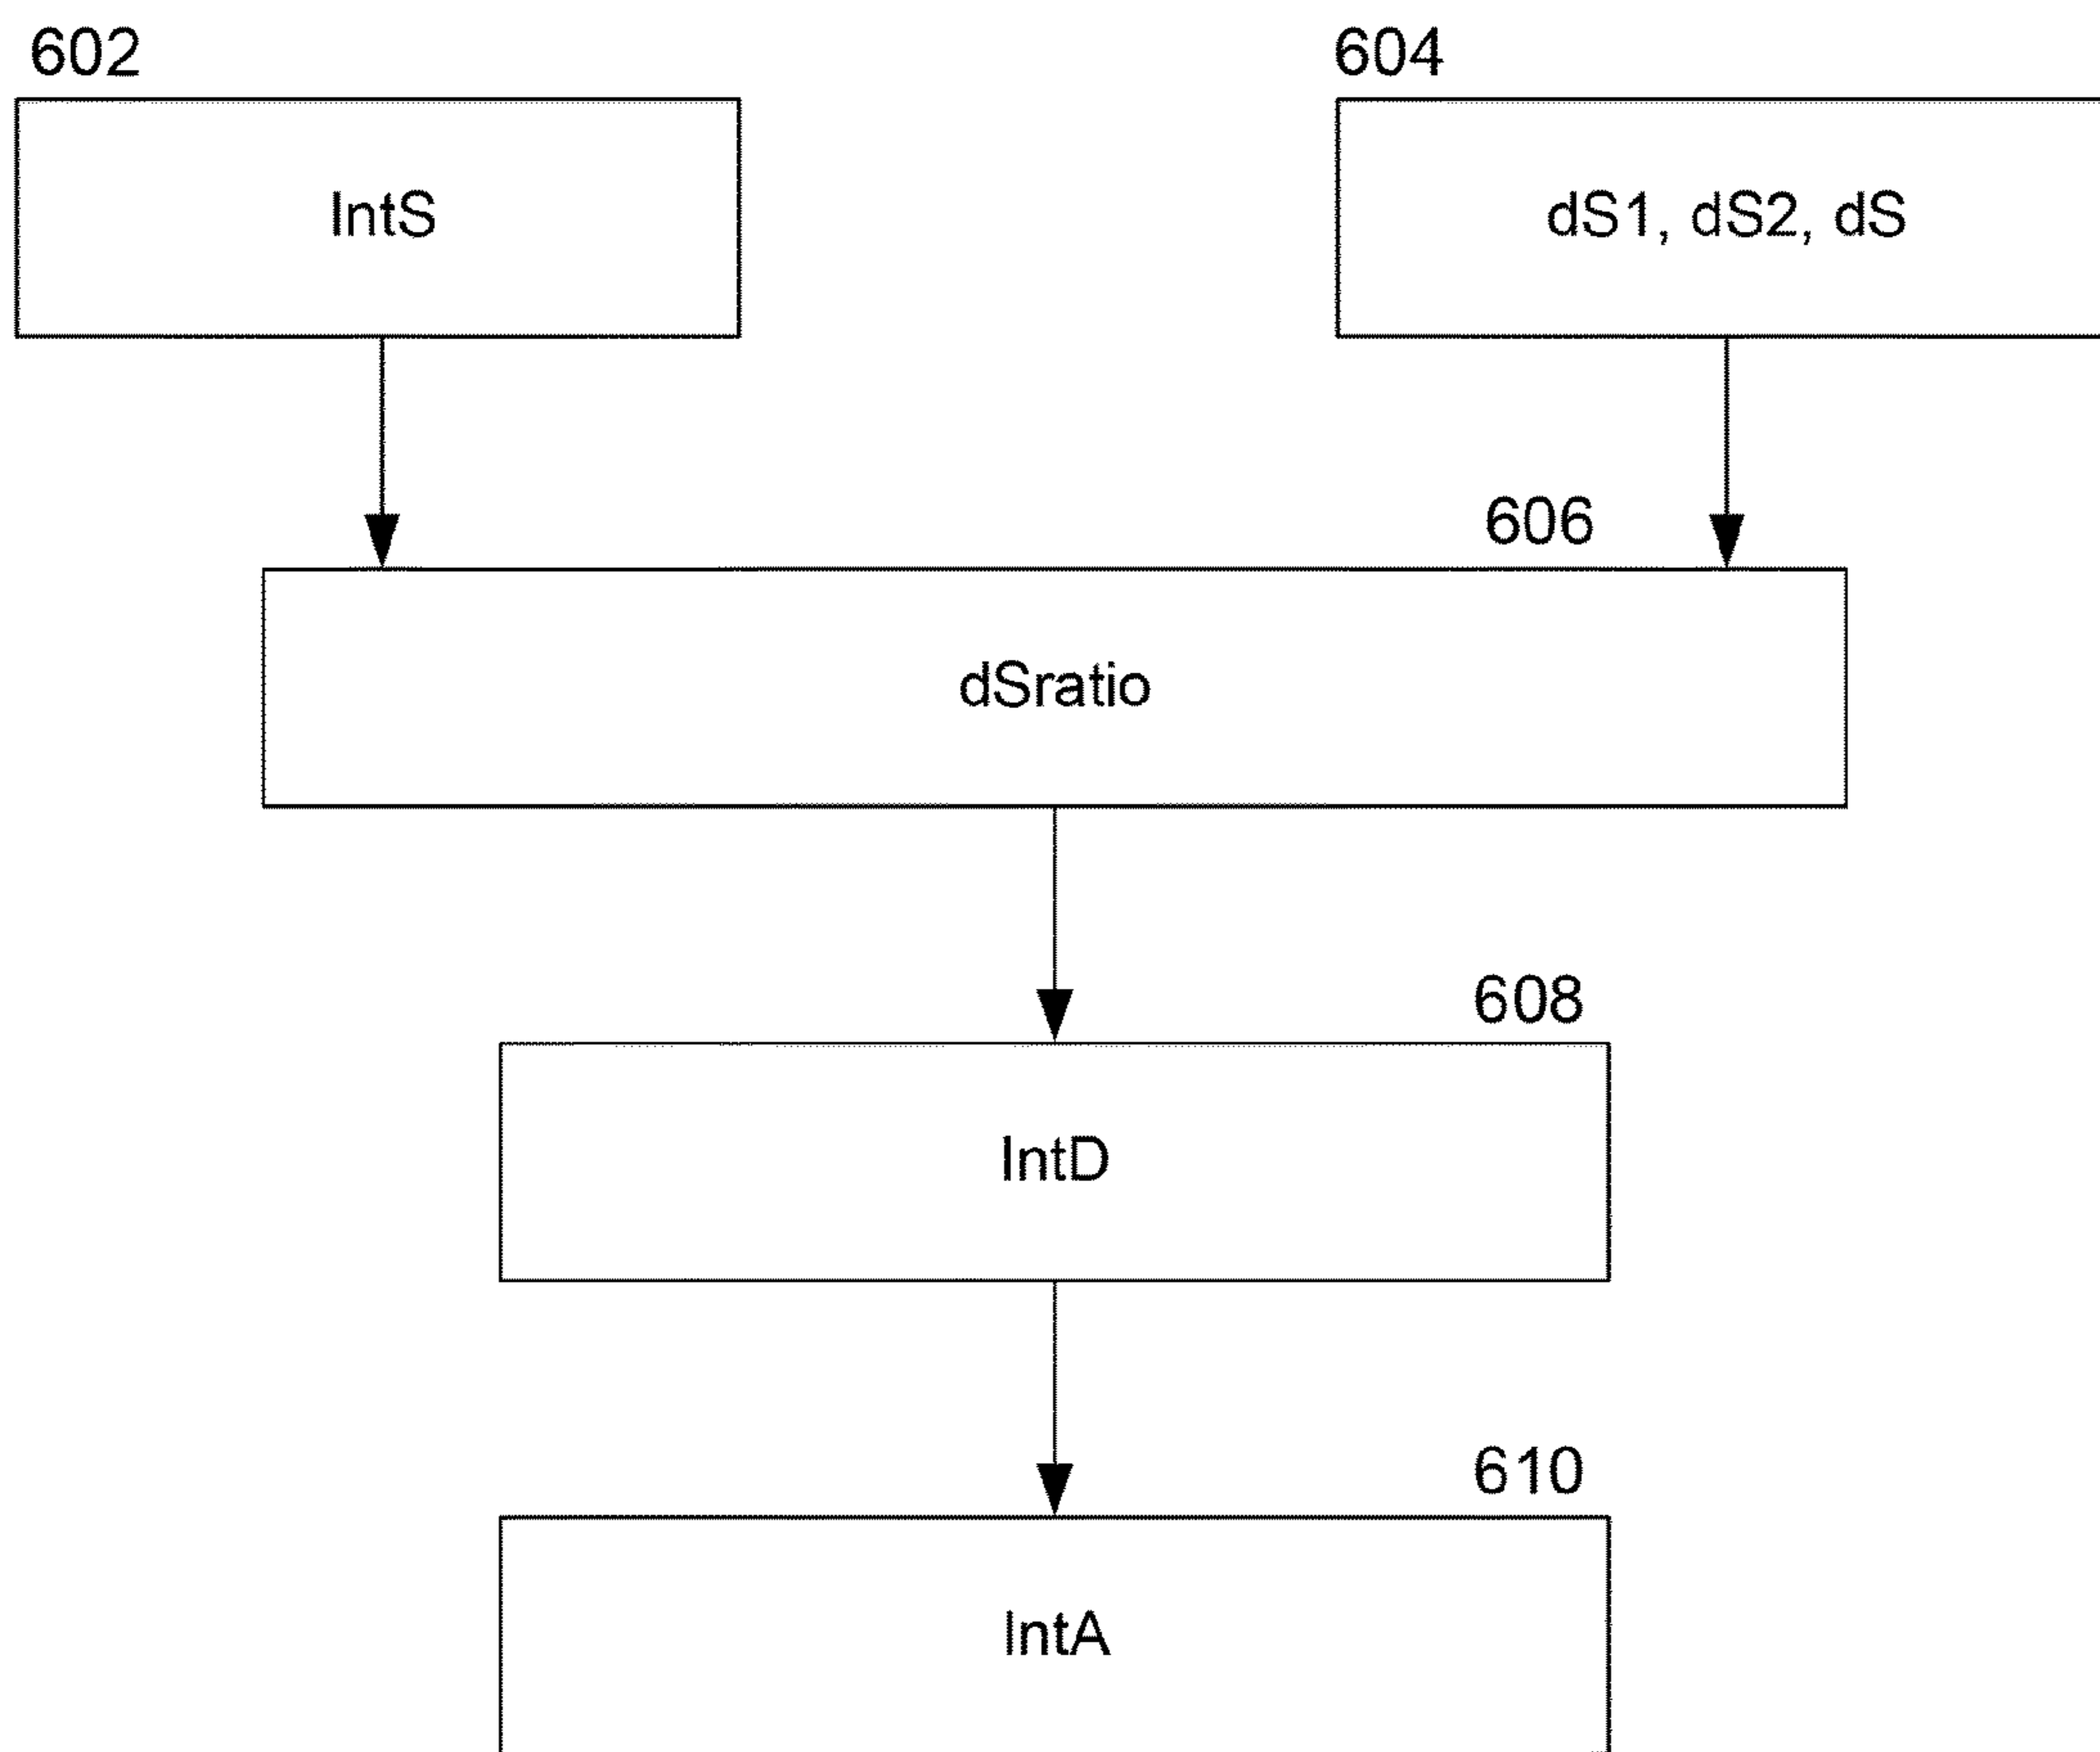 602
604
IntS
dS1, dS2, dS
606
dSratio
608
IntD
610
IntA